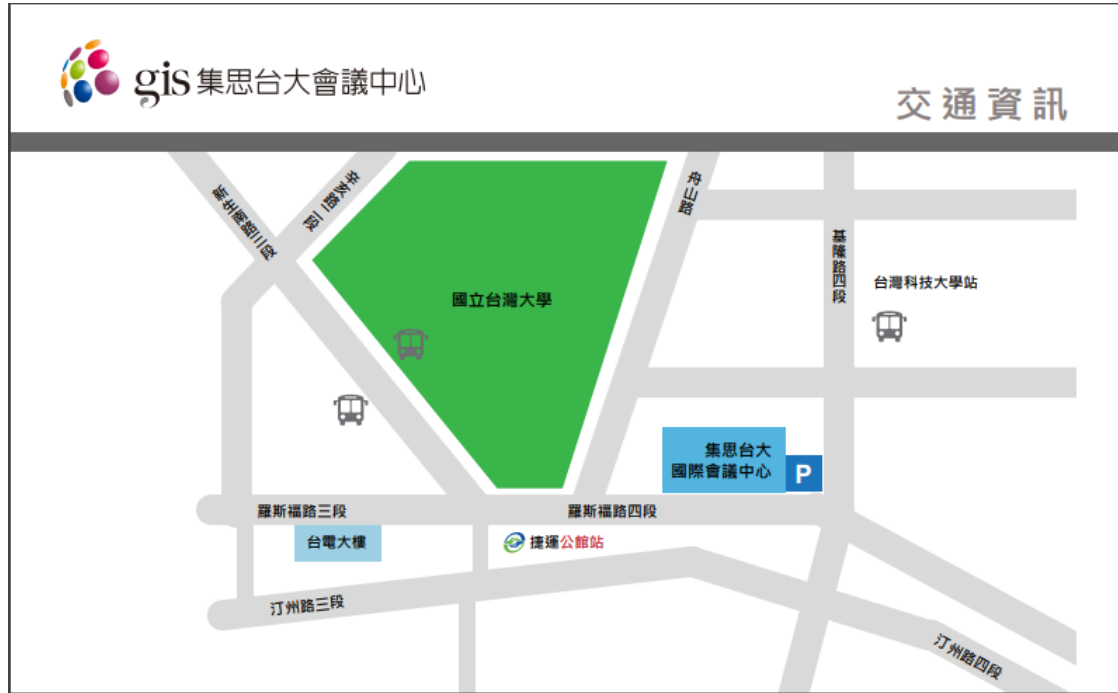 gis 集思台大會議中心
交通資訊
新生南路三段
辛亥路一段
舟山路
基隆路四段
台灣科技大學站
國立台灣大學
集思台大
國際會議中心
P
羅斯福路三段
羅斯福路四段
台電大樓
捷運公館站
汀州路三段
汀州路四段